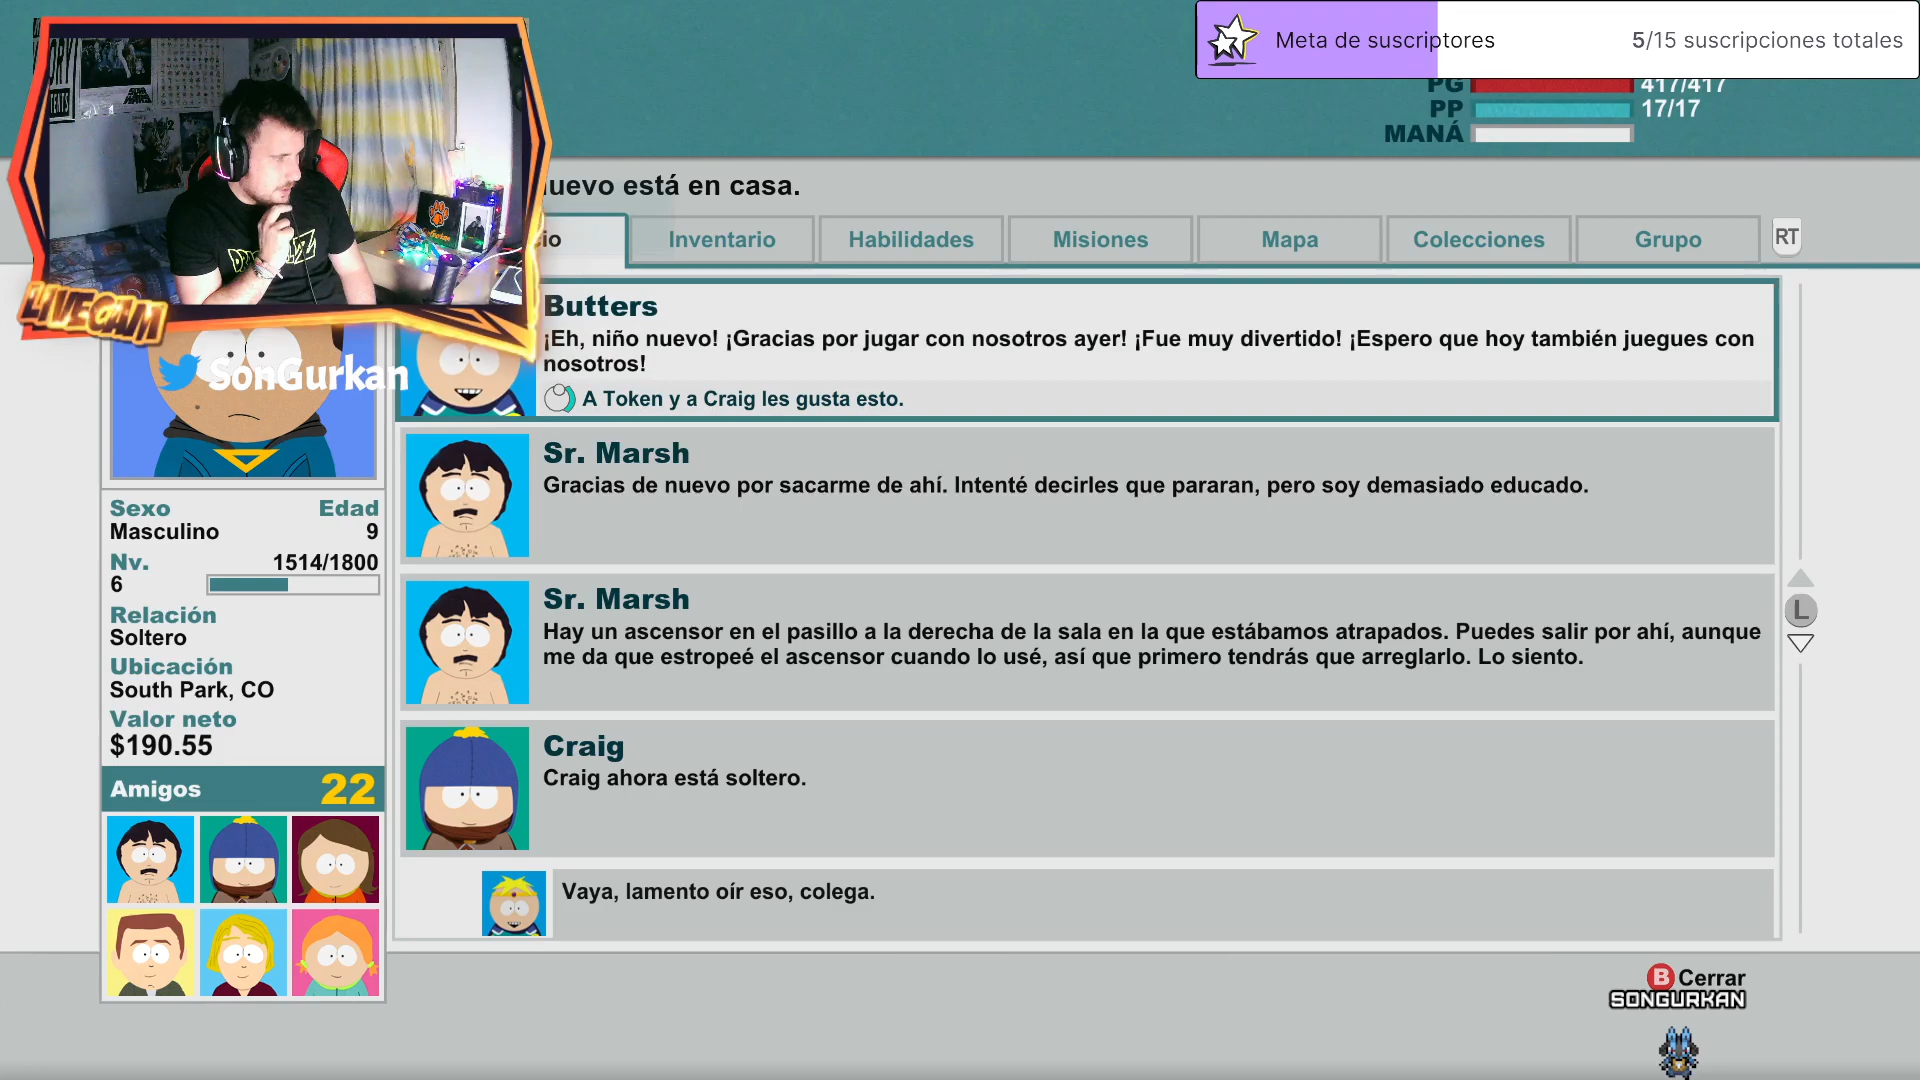 Meta de suscriptores
5/15 suscripciones totales
PG 417/417
PP 17/17
MANÁ
nuevo está en casa.
io
Inventario
Habilidades
Misiones
Mapa
Colecciones
Grupo
RT
LIVECAM
SonGurkan
Butters
¡Eh, niño nuevo! ¡Gracias por jugar con nosotros ayer! ¡Fue muy divertido! ¡Espero que hoy también juegues con
nosotros!
A Token y a Craig les gusta esto.
Sr. Marsh
Gracias de nuevo por sacarme de ahí. Intenté decirles que pararan, pero soy demasiado educado.
Sr. Marsh
Hay un ascensor en el pasillo a la derecha de la sala en la que estábamos atrapados. Puedes salir por ahí, aunque
me da que estropeé el ascensor cuando lo usé, así que primero tendrás que arreglarlo. Lo siento.
L
Craig
Craig ahora está soltero.
Vaya, lamento oír eso, colega.
Sexo Edad
Masculino 9
Nv. 1514/1800
6
Relación
Soltero
Ubicación
South Park, CO
Valor neto
$190.55
Amigos 22
B Cerrar
SONGURKAN